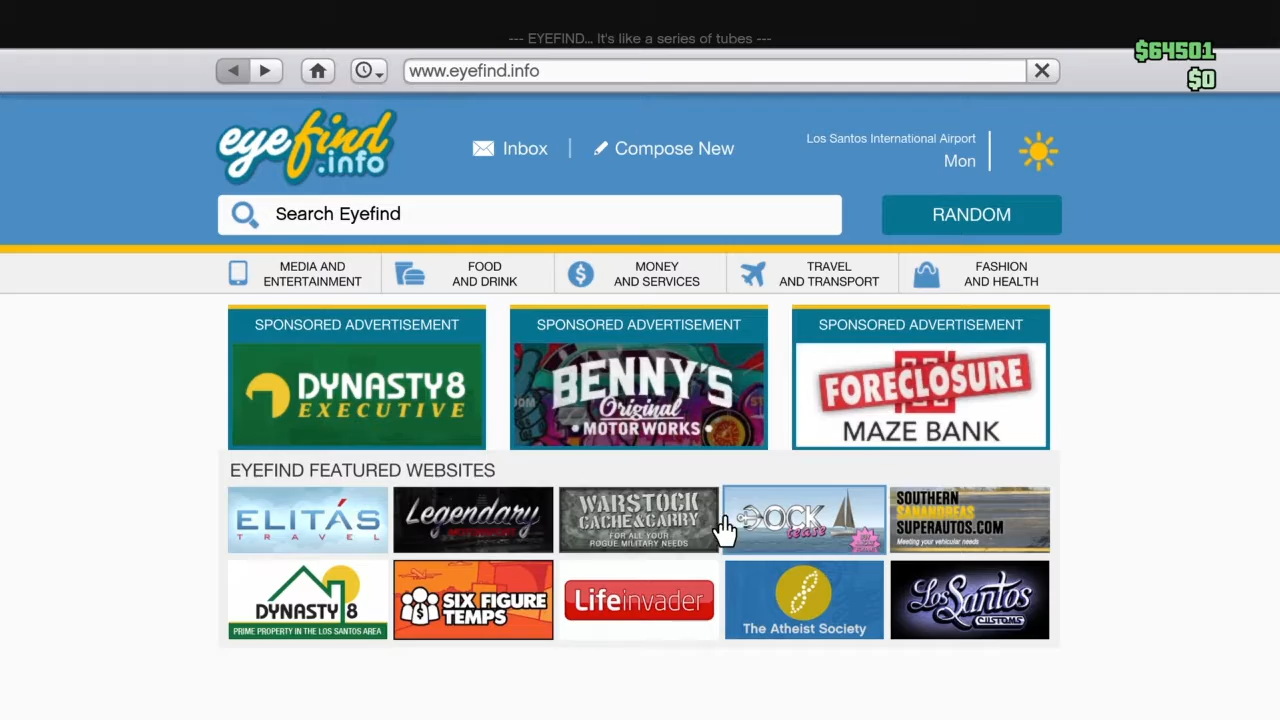 --- EYEFIND... It's like a series of tubes ---
$64501
$0
www.eyefind.info
eyefind
.info
Inbox
Compose New
Los Santos International Airport
Mon
Search Eyefind
RANDOM
MEDIA AND
ENTERTAINMENT
FOOD
AND DRINK
MONEY
AND SERVICES
TRAVEL
AND TRANSPORT
FASHION
AND HEALTH
SPONSORED ADVERTISEMENT
SPONSORED ADVERTISEMENT
SPONSORED ADVERTISEMENT
DYNASTY8
EXECUTIVE
BENNY'S
Original
MOTOR WORKS
FORECLOSURE
MAZE BANK
EYEFIND FEATURED WEBSITES
ELITÁS
TRAVEL
Legendary
WARSTOCK
CACHE&CARRY
FOR ALL YOUR
ROGUE MILITARY NEEDS
DOCK
tease
SOUTHERN
SANANDREAS
SUPERAUTOS.COM
Meeting your vehicular needs
DYNASTY 8
PRIME PROPERTY IN THE LOS SANTOS AREA
SIX FIGURE
TEMPS
Lifeinvader
The Atheist Society
Los Santos
CUSTOMS